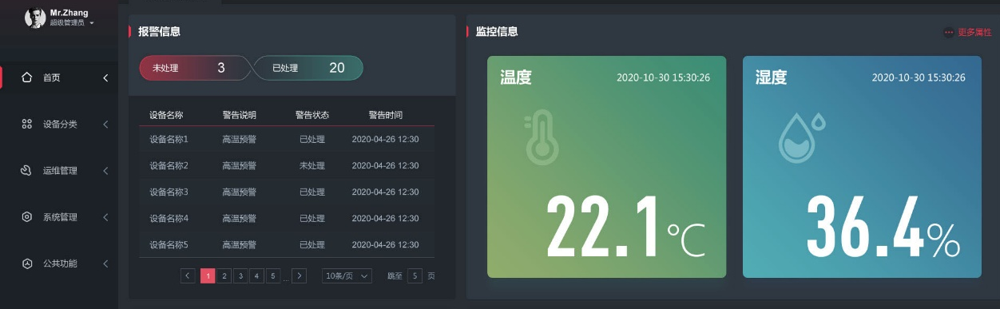 Mr.Zhang
超级管理员
首页
设备分类
运维管理
系统管理
公共功能
报警信息
未处理 3 已处理 20
设备名称 警告说明 警告状态 警告时间
设备名称1 高温预警 已处理 2020-04-26 12:30
设备名称2 高温预警 未处理 2020-04-26 12:30
设备名称3 高温预警 已处理 2020-04-26 12:30
设备名称4 高温预警 已处理 2020-04-26 12:30
设备名称5 高温预警 已处理 2020-04-26 12:30
1 2 3 4 5 ... 10条/页 跳至 5 页
监控信息 更多属性
温度 2020-10-30 15:30:26
22.1℃
湿度 2020-10-30 15:30:26
36.4%